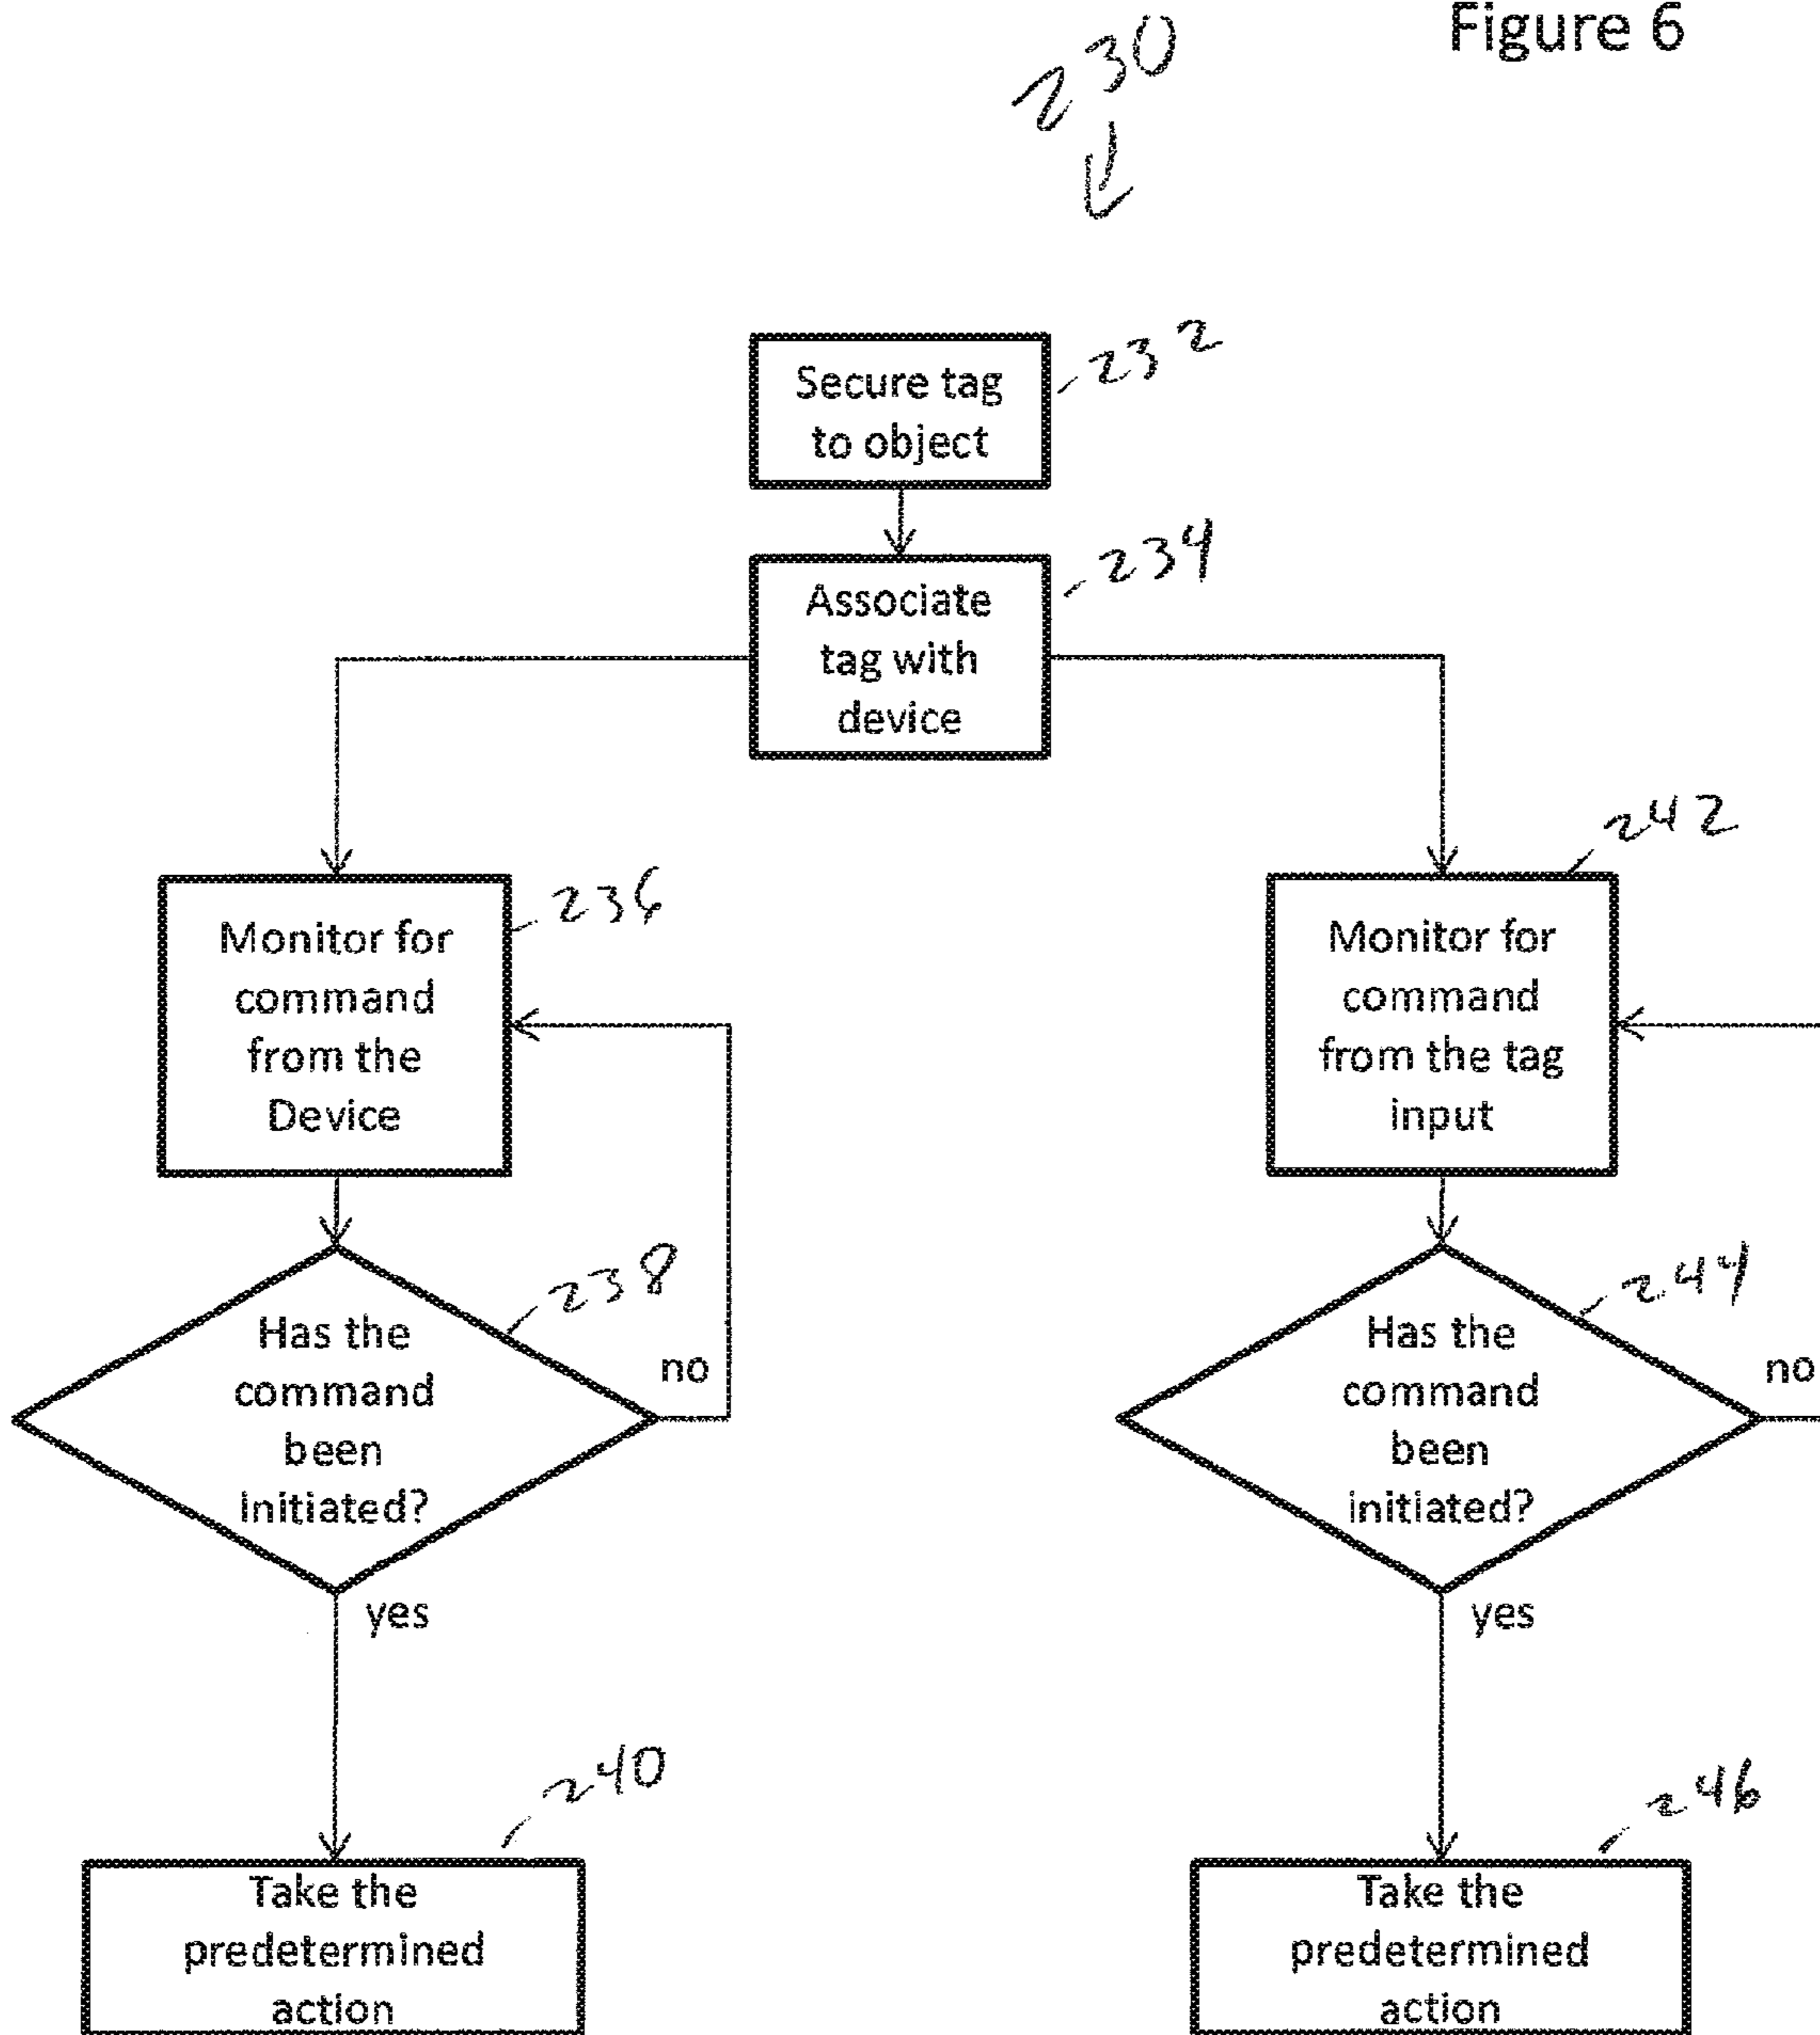 Figure 6
230
Secure tag
to object
232
Associate
tag with
device
234
Monitor for
command
from the
Device
236
Monitor for
command
from the tag
input
242
Has the
command
been
initiated?
238
no
yes
Has the
command
been
initiated?
244
no
yes
Take the
predetermined
action
240
Take the
predetermined
action
246